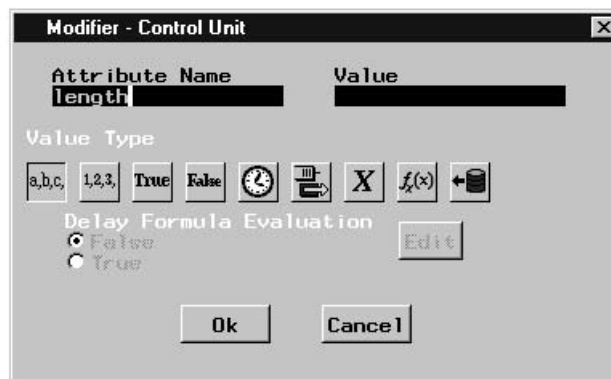 Modifier - Control Unit
Attribute Name Value
length
Value Type
a,b,c, 1,2,3, True False X fx(x)
Delay Formula Evaluation
False
True
Edit
Ok Cancel